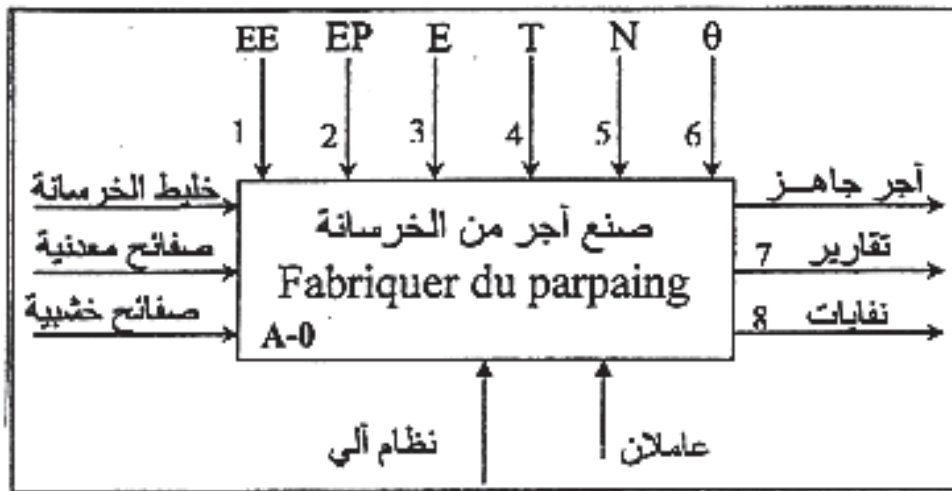 EE EP E T N θ
1 2 3 4 5 6
خليط الخرسانة
صفائح معدنية
صفائح خشبية
صنع آجر من الخرسانة
Fabriquer du parpaing
A-0
آجر جاهــز
7 تقارير
8 نفايات
نظام آلي
عاملان